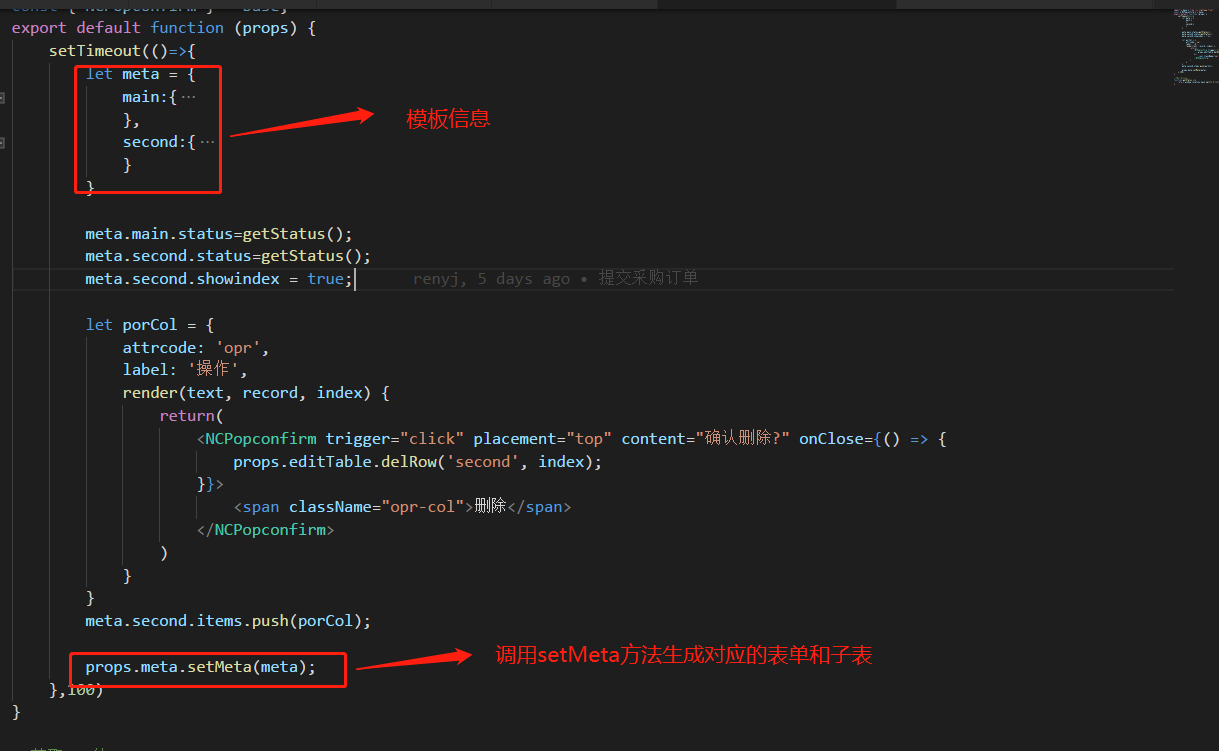 const { NCPopconfirm } = base;
export default function (props) {
setTimeout(()=>{
let meta = {
main:{ ···
},
second:{ ···
}
}
模板信息
meta.main.status=getStatus();
meta.second.status=getStatus();
meta.second.showindex = true; renyj, 5 days ago • 提交采购订单
let porCol = {
attrcode: 'opr',
label: '操作',
render(text, record, index) {
return(
<NCPopconfirm trigger="click" placement="top" content="确认删除?" onClose={() => {
props.editTable.delRow('second', index);
}}>
<span className="opr-col">删除</span>
</NCPopconfirm>
)
}
}
meta.second.items.push(porCol);
props.meta.setMeta(meta);
调用setMeta方法生成对应的表单和子表
},100)
}